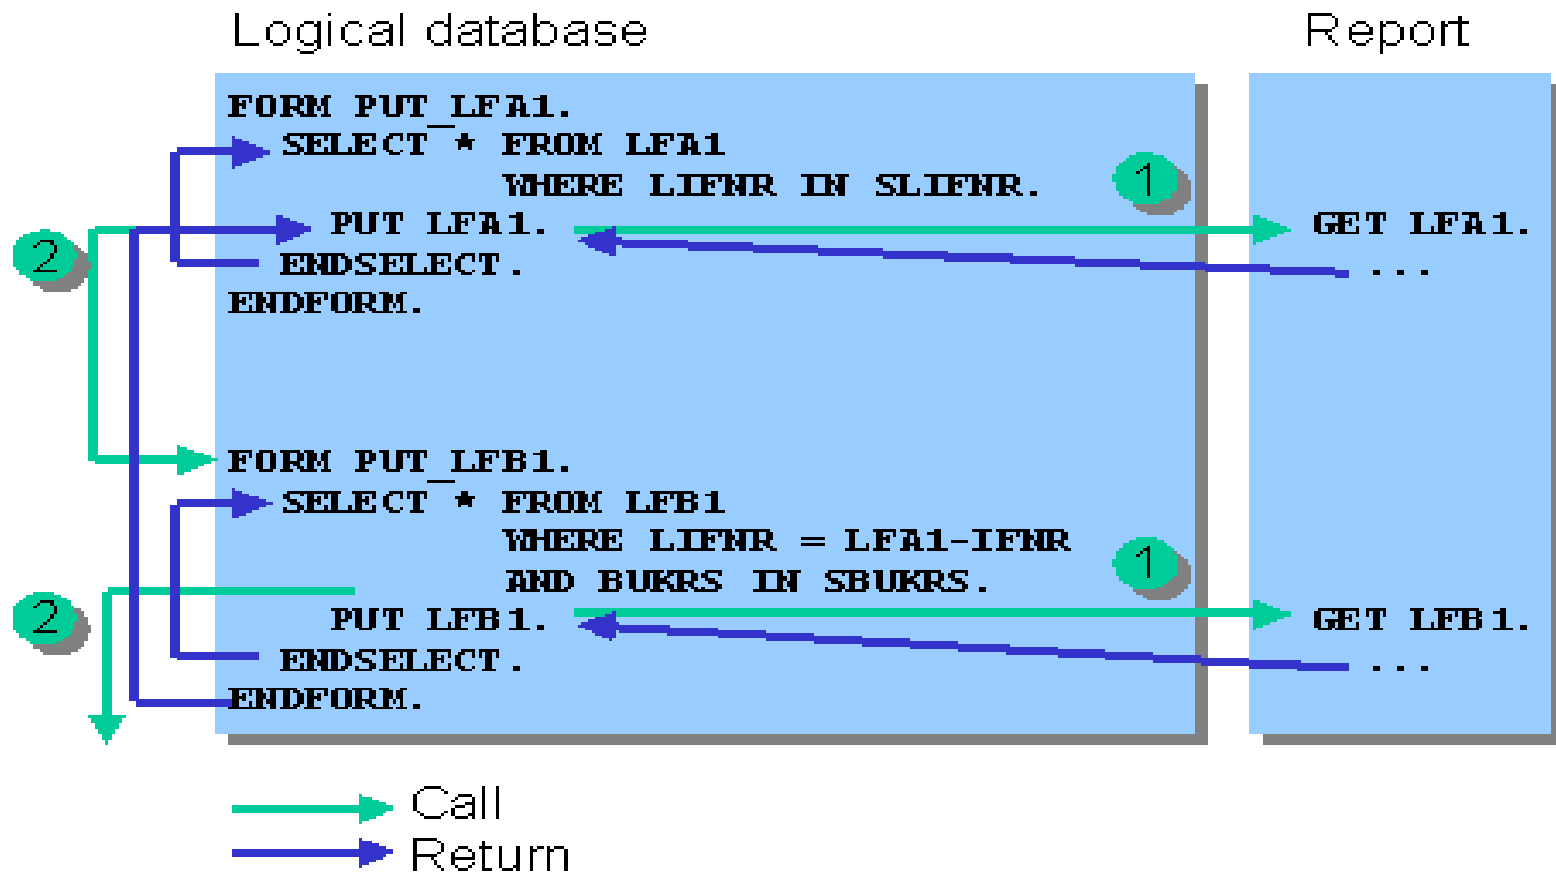 Logical database
Report
FORM PUT_LFA1.
SELECT * FROM LFA1
WHERE LIFNR IN SLIFNR.
1
PUT LFA1.
GET LFA1.
2
ENDSELECT.
...
ENDFORM.
FORM PUT_LFB1.
SELECT * FROM LFB1
WHERE LIFNR = LFA1-IFNR
1
AND BUKRS IN SBUKRS.
2
PUT LFB1.
GET LFB1.
ENDSELECT.
...
ENDFORM.
Call
Return